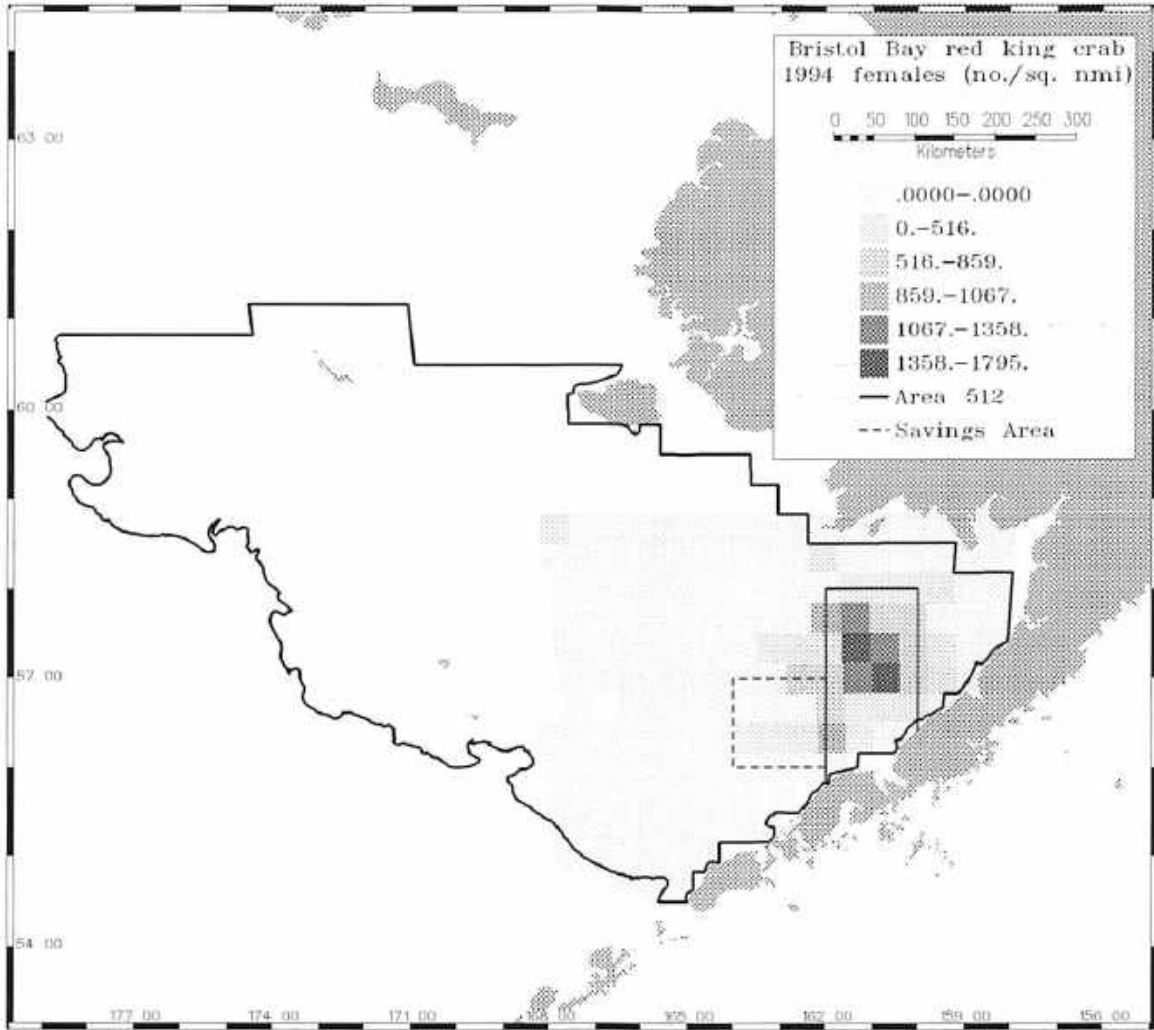 Bristol Bay red king crab
1994 females (no./sq. nmi)
0 50 100 150 200 250 300
Kilometers
.0000-.0000
0.-516.
516.-859.
859.-1067.
1067.-1358.
1358.-1795.
Area 512
Savings Area
63 00
60 00
57 00
54 00
177 00 174 00 171 00 168 00 165 00 162 00 159 00 156 00